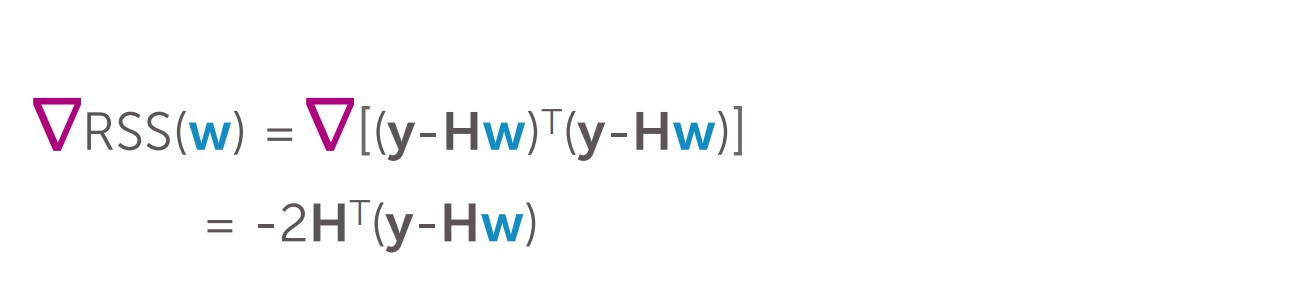 ∇RSS(w) = ∇[(y-Hw)ᵀ(y-Hw)]
= -2Hᵀ(y-Hw)